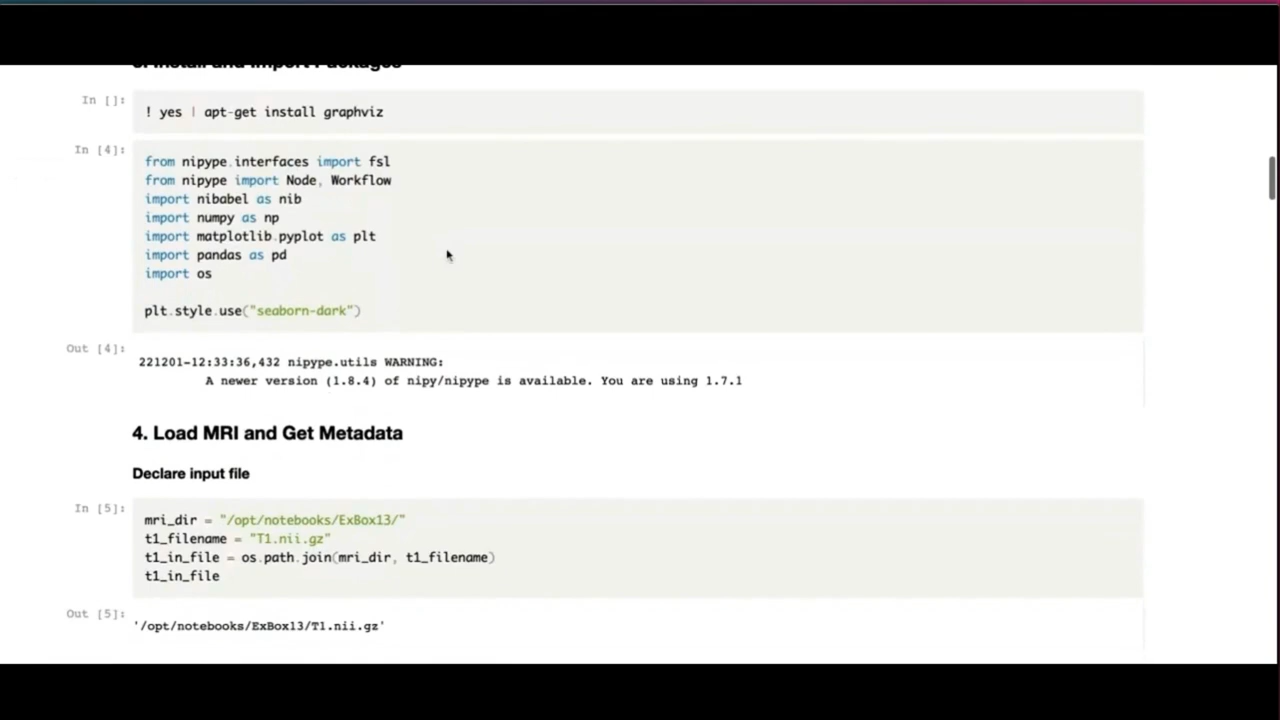 3. Install and Import Packages
In []:
! yes | apt-get install graphviz
In [4]:
from nipype.interfaces import fsl
from nipype import Node, Workflow
import nibabel as nib
import numpy as np
import matplotlib.pyplot as plt
import pandas as pd
import os
plt.style.use("seaborn-dark")
Out [4]:
221201-12:33:36,432 nipype.utils WARNING:
A newer version (1.8.4) of nipy/nipype is available. You are using 1.7.1
4. Load MRI and Get Metadata
Declare input file
In [5]:
mri_dir = "/opt/notebooks/ExBox13/"
t1_filename = "T1.nii.gz"
t1_in_file = os.path.join(mri_dir, t1_filename)
t1_in_file
Out [5]:
'/opt/notebooks/ExBox13/T1.nii.gz'